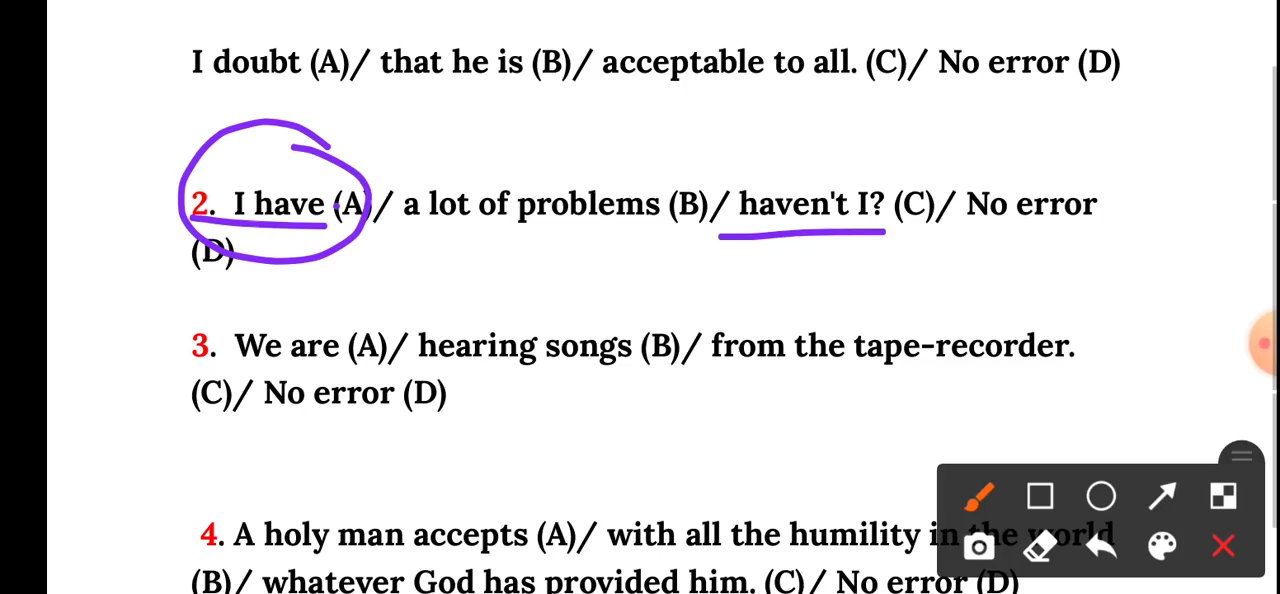 I doubt (A)/ that he is (B)/ acceptable to all. (C)/ No error (D)
2. I have (A)/ a lot of problems (B)/ haven't I? (C)/ No error
(D)
3. We are (A)/ hearing songs (B)/ from the tape-recorder.
(C)/ No error (D)
4. A holy man accepts (A)/ with all the humility in the world
(B)/ whatever God has provided him. (C)/ No error (D)